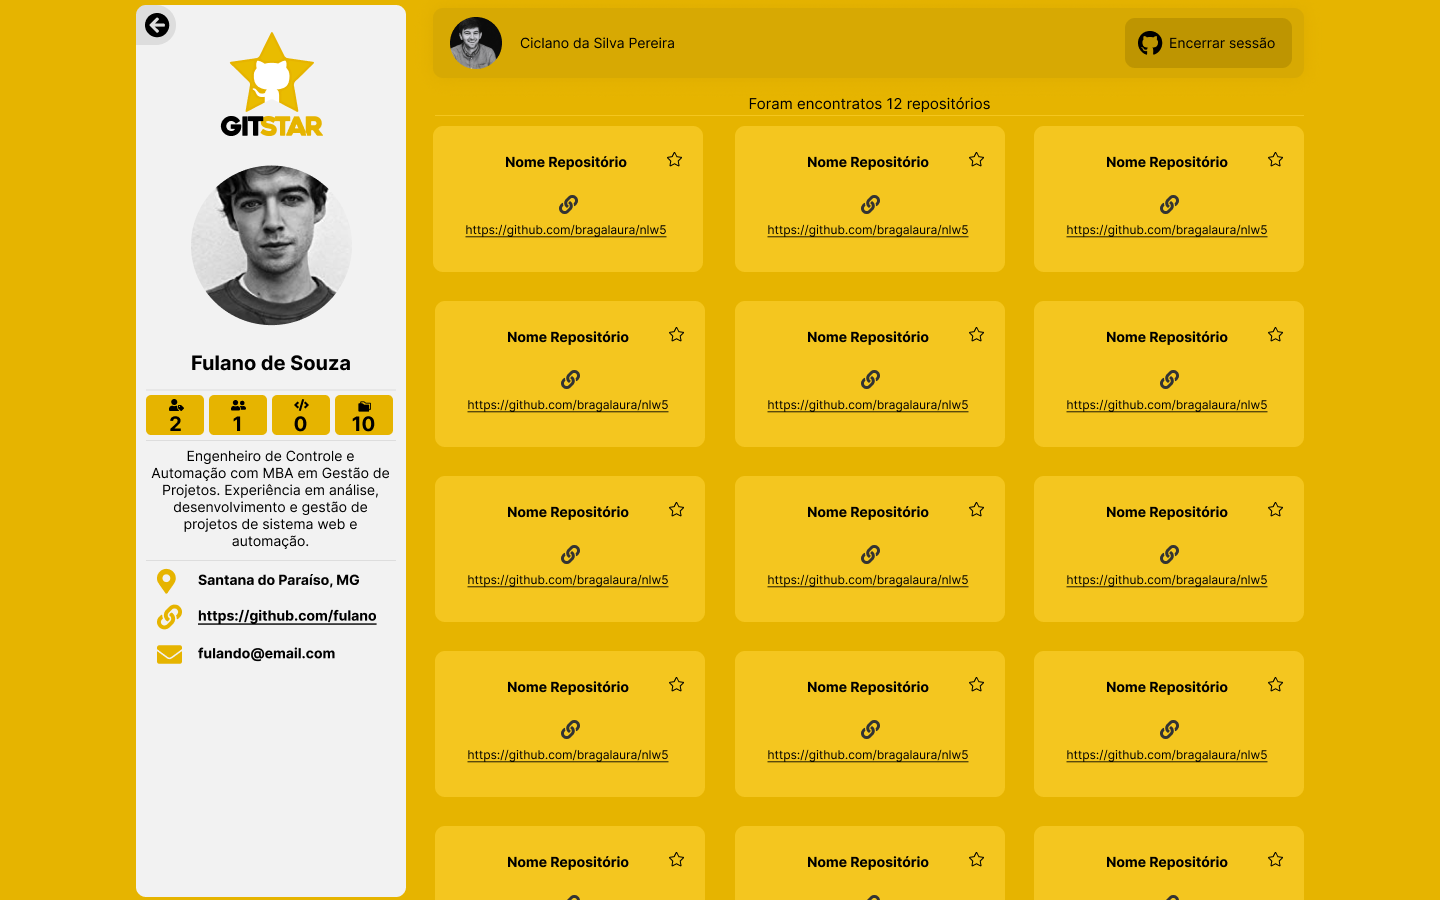 GITSTAR
Fulano de Souza
2 1 0 10
Engenheiro de Controle e
Automação com MBA em Gestão de
Projetos. Experiência em análise,
desenvolvimento e gestão de
projetos de sistema web e
automação.
Santana do Paraíso, MG
https://github.com/fulano
fulando@email.com
Ciclano da Silva Pereira
Encerrar sessão
Foram encontratos 12 repositórios
Nome Repositório
https://github.com/bragalaura/nlw5
Nome Repositório
https://github.com/bragalaura/nlw5
Nome Repositório
https://github.com/bragalaura/nlw5
Nome Repositório
https://github.com/bragalaura/nlw5
Nome Repositório
https://github.com/bragalaura/nlw5
Nome Repositório
https://github.com/bragalaura/nlw5
Nome Repositório
https://github.com/bragalaura/nlw5
Nome Repositório
https://github.com/bragalaura/nlw5
Nome Repositório
https://github.com/bragalaura/nlw5
Nome Repositório
https://github.com/bragalaura/nlw5
Nome Repositório
https://github.com/bragalaura/nlw5
Nome Repositório
https://github.com/bragalaura/nlw5
Nome Repositório
Nome Repositório
Nome Repositório